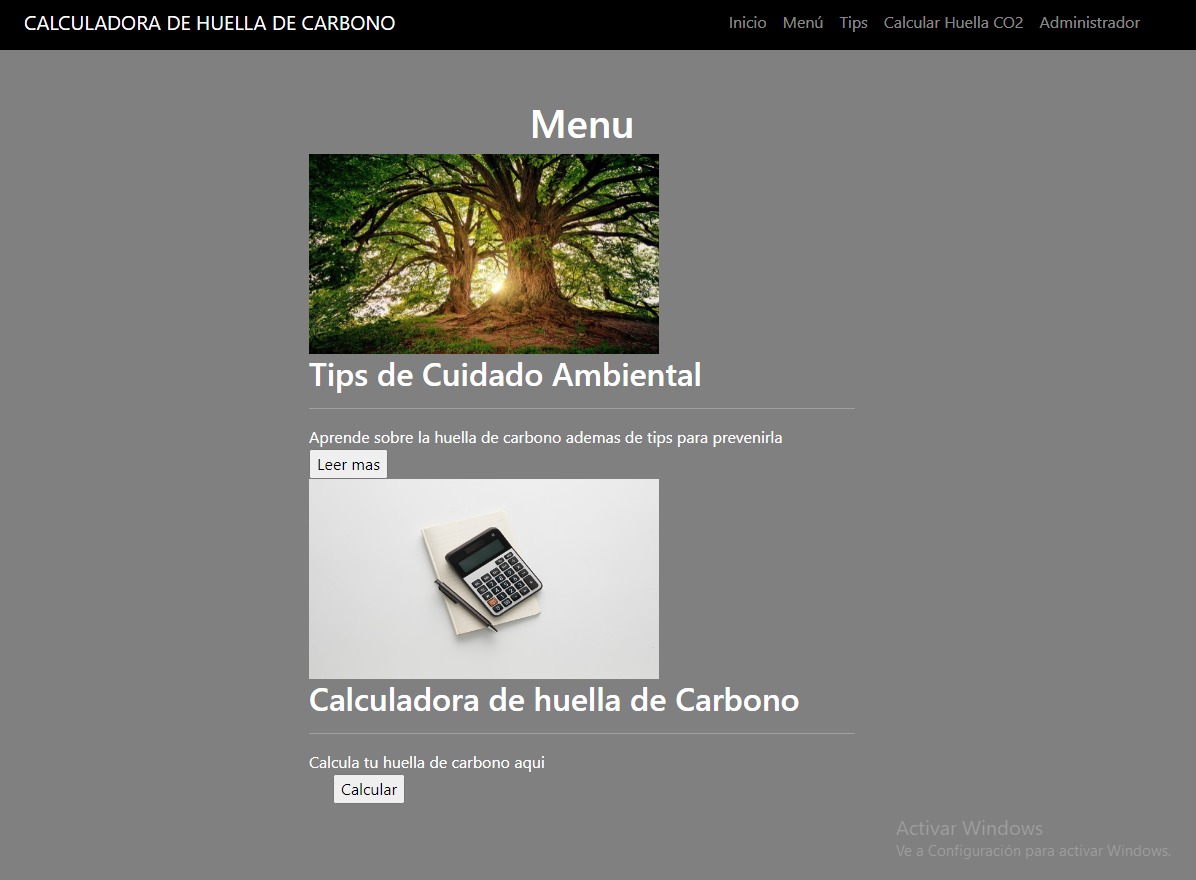 CALCULADORA DE HUELLA DE CARBONO
Inicio Menú Tips Calcular Huella CO2 Administrador
Menu
Tips de Cuidado Ambiental
Aprende sobre la huella de carbono ademas de tips para prevenirla
Leer mas
Calculadora de huella de Carbono
Calcula tu huella de carbono aqui
Calcular
Activar Windows
Ve a Configuración para activar Windows.